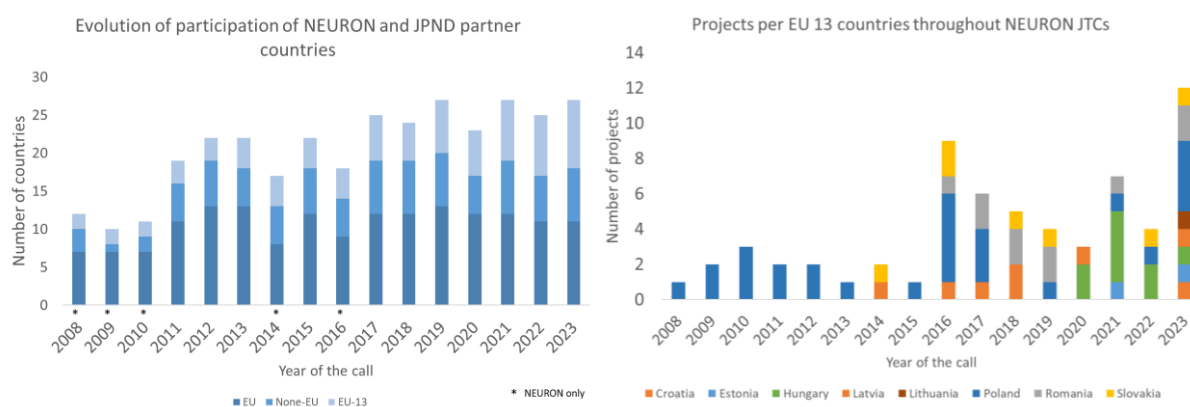 Evolution of participation of NEURON and JPND partner
countries
Number of countries
30
25
20
15
10
5
0
* * * * *
2008 2009 2010 2011 2012 2013 2014 2015 2016 2017 2018 2019 2020 2021 2022 2023
Year of the call
EU None-EU EU-13
* NEURON only
Projects per EU 13 countries throughout NEURON JTCs
Number of projects
14
12
10
8
6
4
2
0
2008 2009 2010 2011 2012 2013 2014 2015 2016 2017 2018 2019 2020 2021 2022 2023
Year of the call
Croatia Estonia Hungary Latvia Lithuania Poland Romania Slovakia